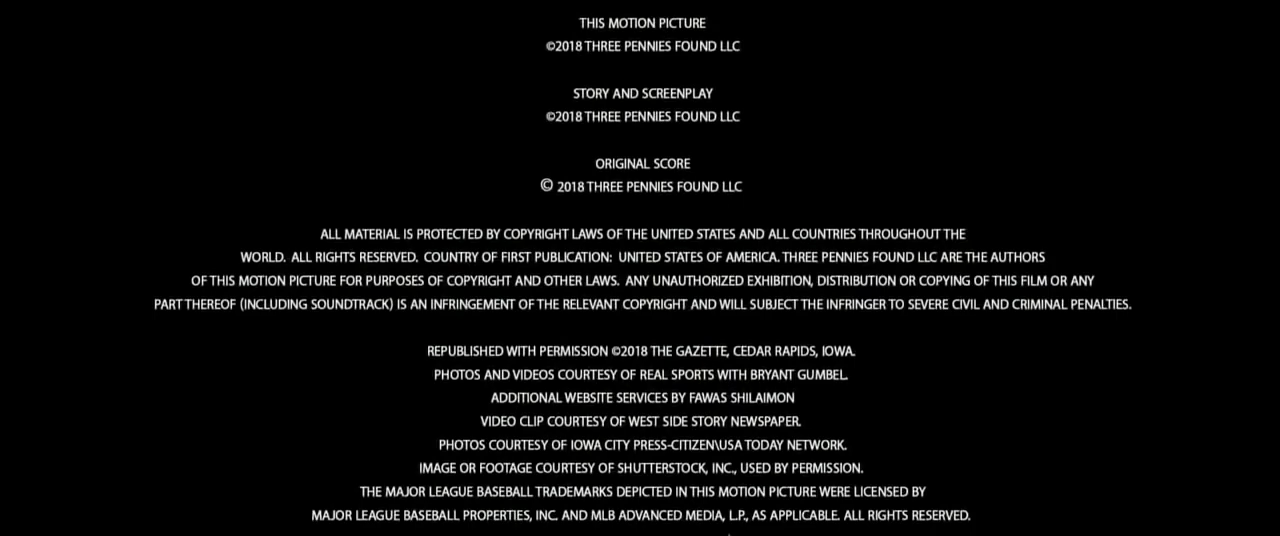 THIS MOTION PICTURE
©2018 THREE PENNIES FOUND LLC
STORY AND SCREENPLAY
©2018 THREE PENNIES FOUND LLC
ORIGINAL SCORE
© 2018 THREE PENNIES FOUND LLC
ALL MATERIAL IS PROTECTED BY COPYRIGHT LAWS OF THE UNITED STATES AND ALL COUNTRIES THROUGHOUT THE
WORLD. ALL RIGHTS RESERVED. COUNTRY OF FIRST PUBLICATION: UNITED STATES OF AMERICA. THREE PENNIES FOUND LLC ARE THE AUTHORS
OF THIS MOTION PICTURE FOR PURPOSES OF COPYRIGHT AND OTHER LAWS. ANY UNAUTHORIZED EXHIBITION, DISTRIBUTION OR COPYING OF THIS FILM OR ANY
PART THEREOF (INCLUDING SOUNDTRACK) IS AN INFRINGEMENT OF THE RELEVANT COPYRIGHT AND WILL SUBJECT THE INFRINGER TO SEVERE CIVIL AND CRIMINAL PENALTIES.
REPUBLISHED WITH PERMISSION ©2018 THE GAZETTE, CEDAR RAPIDS, IOWA.
PHOTOS AND VIDEOS COURTESY OF REAL SPORTS WITH BRYANT GUMBEL.
ADDITIONAL WEBSITE SERVICES BY FAWAS SHILAIMON
VIDEO CLIP COURTESY OF WEST SIDE STORY NEWSPAPER.
PHOTOS COURTESY OF IOWA CITY PRESS-CITIZEN\USA TODAY NETWORK.
IMAGE OR FOOTAGE COURTESY OF SHUTTERSTOCK, INC., USED BY PERMISSION.
THE MAJOR LEAGUE BASEBALL TRADEMARKS DEPICTED IN THIS MOTION PICTURE WERE LICENSED BY
MAJOR LEAGUE BASEBALL PROPERTIES, INC. AND MLB ADVANCED MEDIA, L.P., AS APPLICABLE. ALL RIGHTS RESERVED.